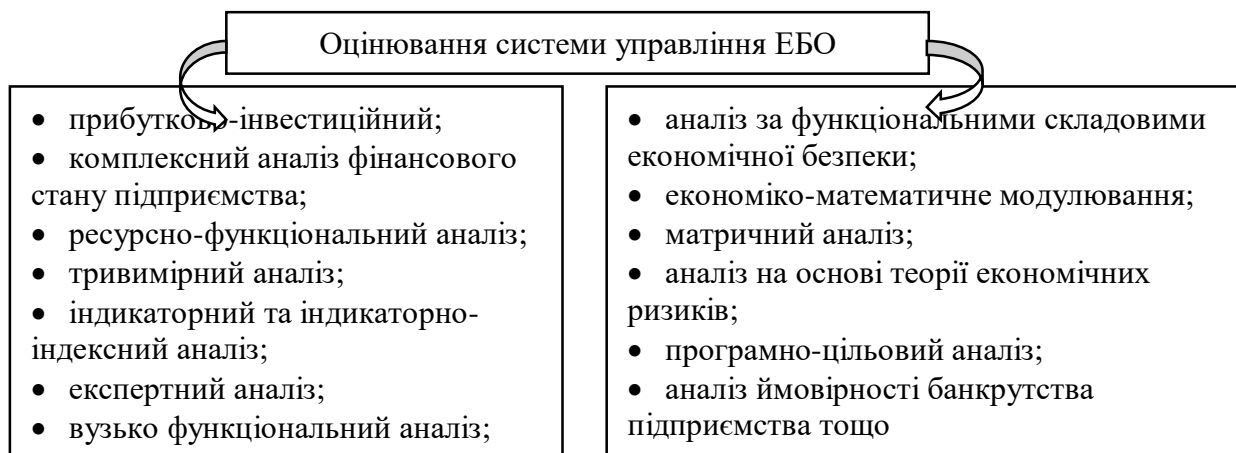 Оцінювання системи управління ЕБО
• прибутково-інвестиційний;
• комплексний аналіз фінансового
стану підприємства;
• ресурсно-функціональний аналіз;
• тривимірний аналіз;
• індикаторний та індикаторно-
індексний аналіз;
• експертний аналіз;
• вузько функціональний аналіз;
• аналіз за функціональними складовими
економічної безпеки;
• економіко-математичне модулювання;
• матричний аналіз;
• аналіз на основі теорії економічних
ризиків;
• програмно-цільовий аналіз;
• аналіз ймовірності банкрутства
підприємства тощо